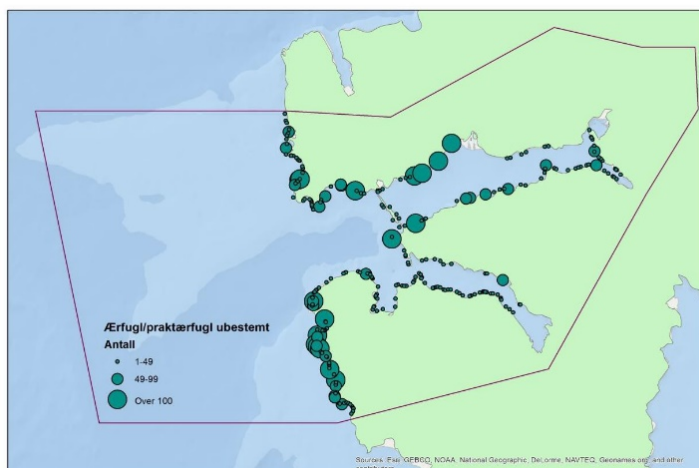 Ærfugl/praktærfugl ubestemt
Antall
1-49
49-99
Over 100
Sources: Esri, GEBCO, NOAA, National Geographic, DeLorme, NAVTEQ, Geonames.org, and other
contributors